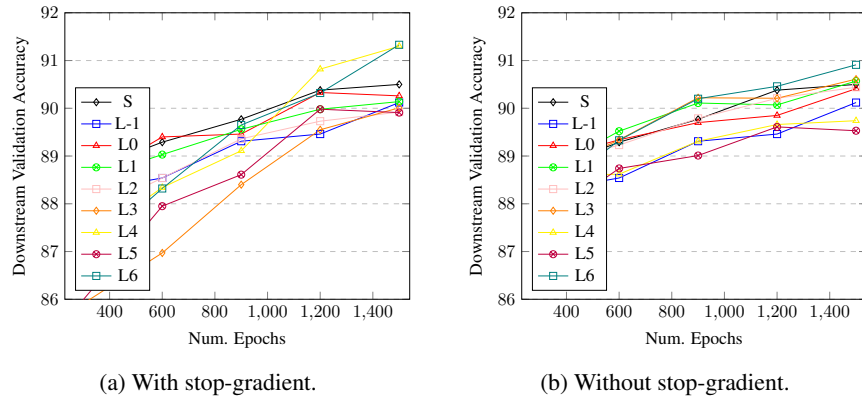 92
91
90
89
88
87
86
Downstream Validation Accuracy
S
L-1
L0
L1
L2
L3
L4
L5
L6
400 600 800 1,000 1,200 1,400
Num. Epochs
(a) With stop-gradient.
92
91
90
89
88
87
86
Downstream Validation Accuracy
S
L-1
L0
L1
L2
L3
L4
L5
L6
400 600 800 1,000 1,200 1,400
Num. Epochs
(b) Without stop-gradient.